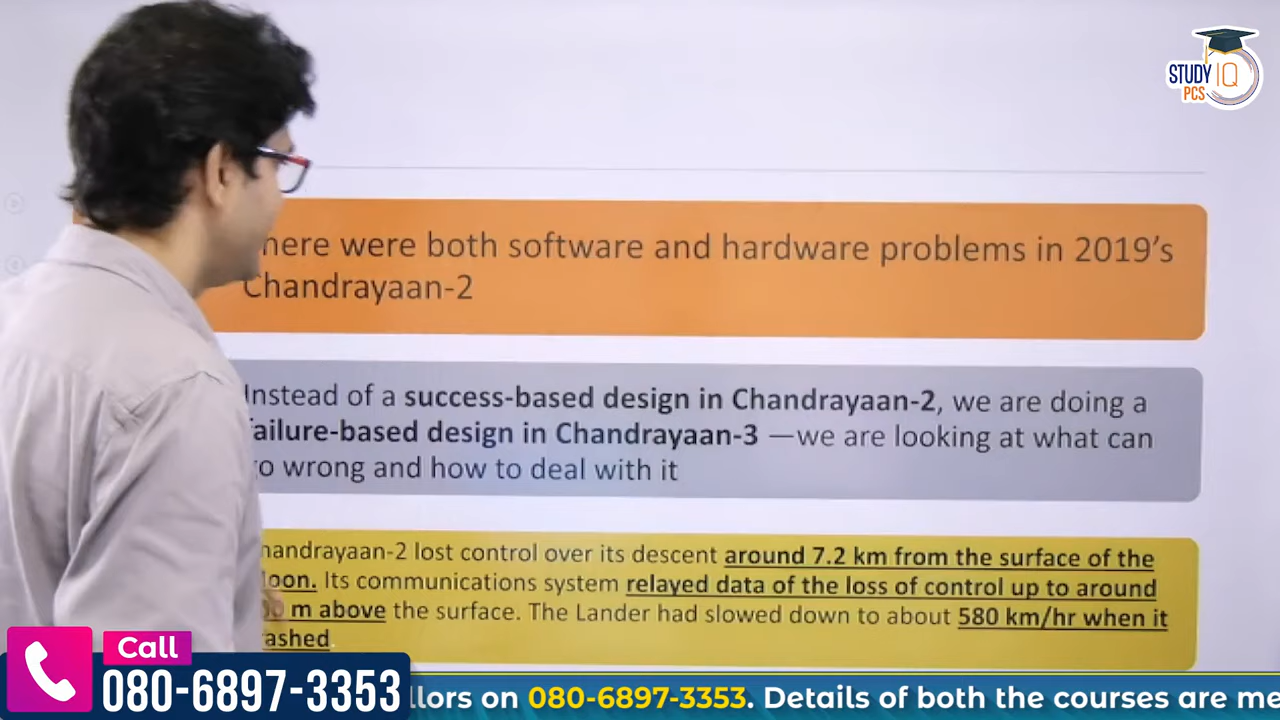 STUDY IQ
PCS
here were both software and hardware problems in 2019’s
Chandrayaan-2
Instead of a success-based design in Chandrayaan-2, we are doing a
failure-based design in Chandrayaan-3 —we are looking at what can
go wrong and how to deal with it
handrayaan-2 lost control over its descent around 7.2 km from the surface of the
oon. Its communications system relayed data of the loss of control up to around
m above the surface. The Lander had slowed down to about 580 km/hr when it
ashed.
Call
080-6897-3353
llors on 080-6897-3353. Details of both the courses are me